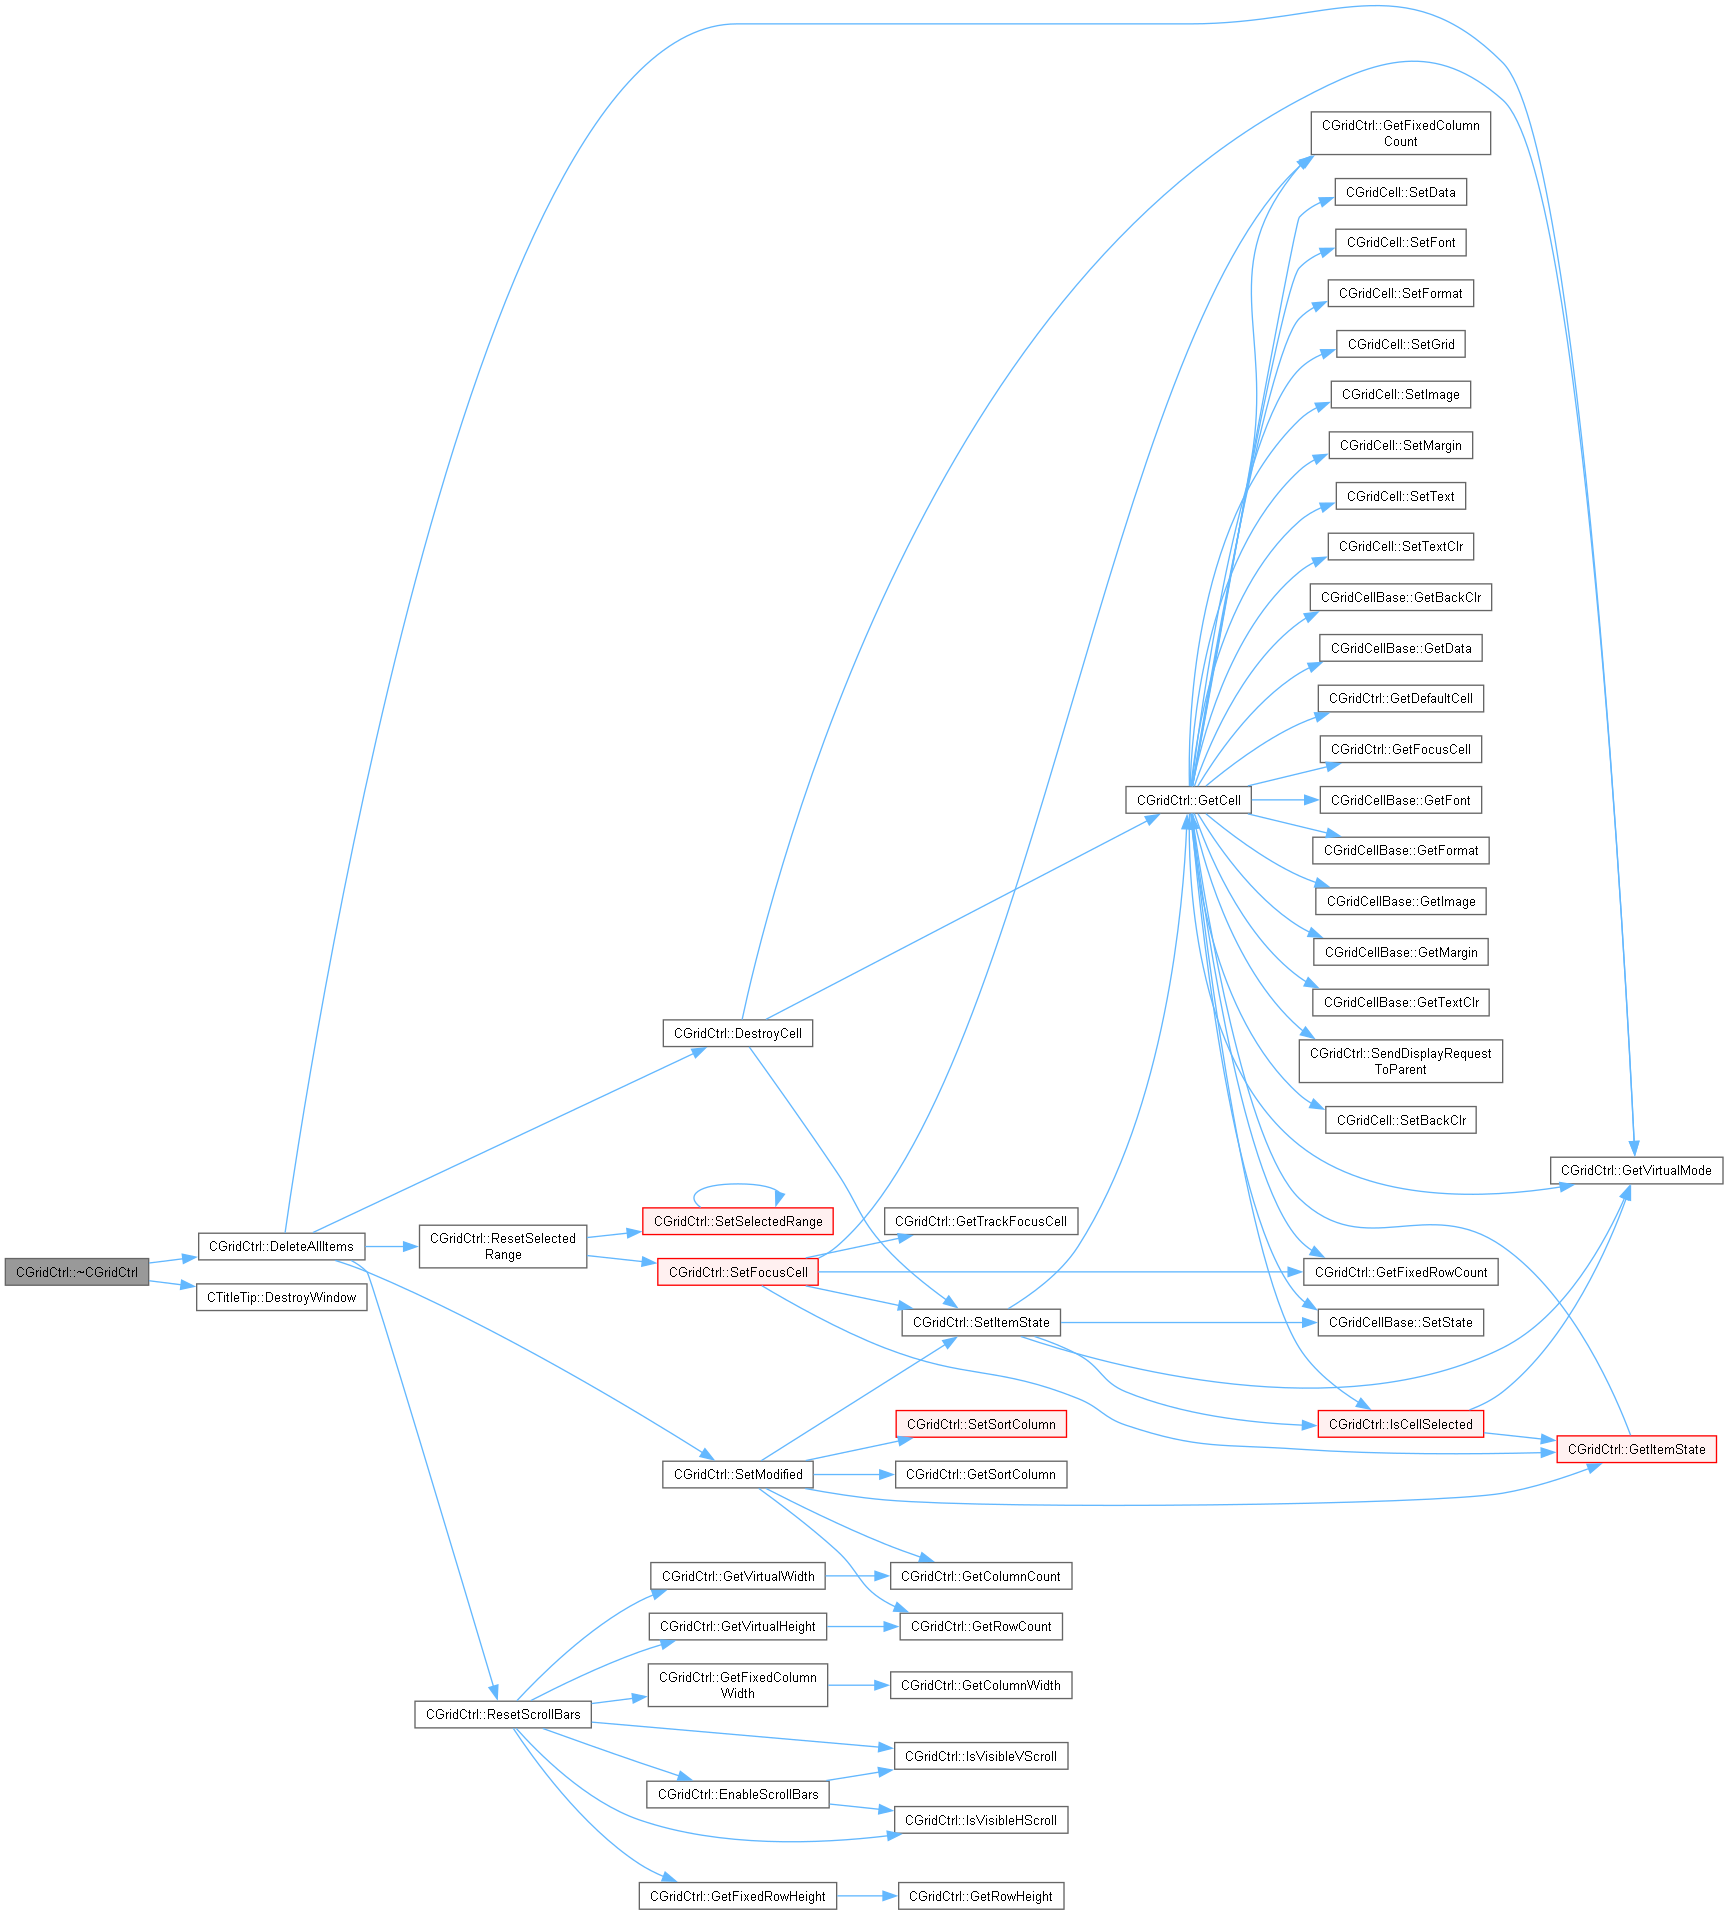 CGridCtrl::~CGridCtrl
CGridCtrl::DeleteAllItems
CTitleTip::DestroyWindow
CGridCtrl::ResetSelected
Range
CGridCtrl::ResetScrollBars
CGridCtrl::DestroyCell
CGridCtrl::SetSelectedRange
CGridCtrl::SetFocusCell
CGridCtrl::SetModified
CGridCtrl::GetVirtualWidth
CGridCtrl::GetVirtualHeight
CGridCtrl::GetFixedColumn
Width
CGridCtrl::EnableScrollBars
CGridCtrl::GetFixedRowHeight
CGridCtrl::GetTrackFocusCell
CGridCtrl::SetItemState
CGridCtrl::SetSortColumn
CGridCtrl::GetSortColumn
CGridCtrl::GetColumnCount
CGridCtrl::GetRowCount
CGridCtrl::GetColumnWidth
CGridCtrl::IsVisibleVScroll
CGridCtrl::IsVisibleHScroll
CGridCtrl::GetRowHeight
CGridCtrl::GetCell
CGridCtrl::GetFixedColumn
Count
CGridCell::SetData
CGridCell::SetFont
CGridCell::SetFormat
CGridCell::SetGrid
CGridCell::SetImage
CGridCell::SetMargin
CGridCell::SetText
CGridCell::SetTextClr
CGridCellBase::GetBackClr
CGridCellBase::GetData
CGridCtrl::GetDefaultCell
CGridCtrl::GetFocusCell
CGridCellBase::GetFont
CGridCellBase::GetFormat
CGridCellBase::GetImage
CGridCellBase::GetMargin
CGridCellBase::GetTextClr
CGridCtrl::SendDisplayRequest
ToParent
CGridCell::SetBackClr
CGridCtrl::GetFixedRowCount
CGridCellBase::SetState
CGridCtrl::IsCellSelected
CGridCtrl::GetVirtualMode
CGridCtrl::GetItemState